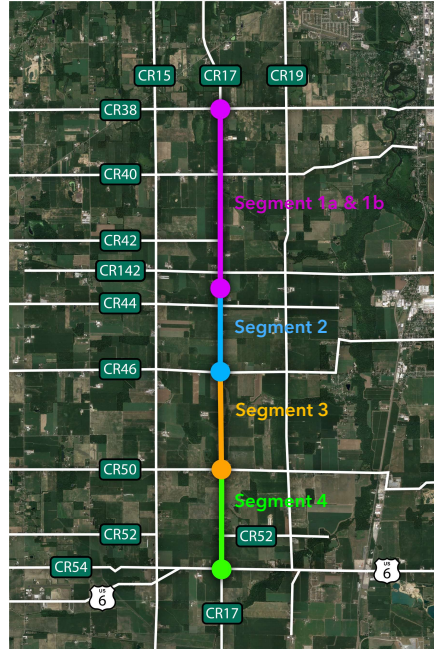 CR15
CR17
CR19
CR38
CR40
Segment 1a & 1b
CR42
CR142
CR44
Segment 2
CR46
Segment 3
CR50
Segment 4
CR52
CR52
CR54
US
6
US
6
CR17